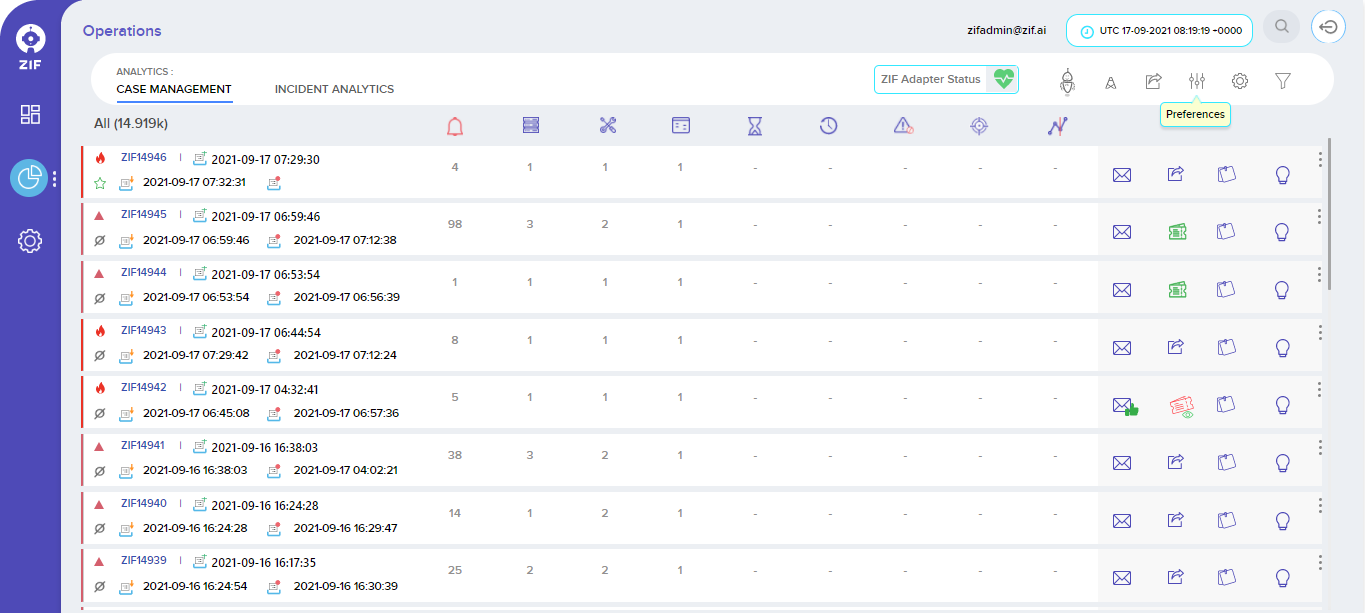 Operations
zifadmin@zif.ai
UTC 17-09-2021 08:19:19 +0000
ZIF
ANALYTICS :
CASE MANAGEMENT
INCIDENT ANALYTICS
ZIF Adapter Status
Preferences
All (14.919k)
ZIF14946 | 2021-09-17 07:29:30
2021-09-17 07:32:31
4 1 1 1 - - - - -
ZIF14945 | 2021-09-17 06:59:46
2021-09-17 06:59:46 2021-09-17 07:12:38
98 3 2 1 - - - - -
ZIF14944 | 2021-09-17 06:53:54
2021-09-17 06:53:54 2021-09-17 06:56:39
1 1 1 1 - - - - -
ZIF14943 | 2021-09-17 06:44:54
2021-09-17 07:29:42 2021-09-17 07:12:24
8 1 1 1 - - - - -
ZIF14942 | 2021-09-17 04:32:41
2021-09-17 06:45:08 2021-09-17 06:57:36
5 1 1 1 - - - - -
ZIF14941 | 2021-09-16 16:38:03
2021-09-16 16:38:03 2021-09-17 04:02:21
38 3 2 1 - - - - -
ZIF14940 | 2021-09-16 16:24:28
2021-09-16 16:24:28 2021-09-16 16:29:47
14 1 2 1 - - - - -
ZIF14939 | 2021-09-16 16:17:35
2021-09-16 16:24:54 2021-09-16 16:30:39
25 2 2 1 - - - - -